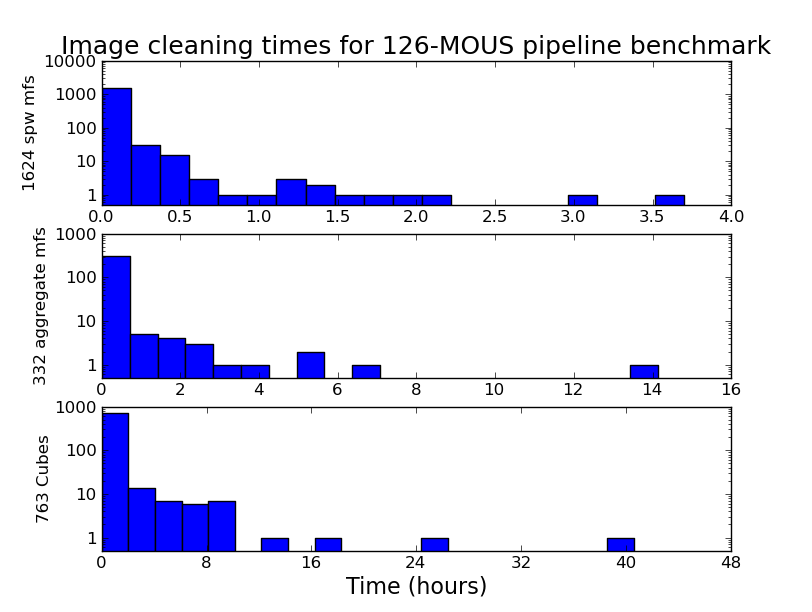 Image cleaning times for 126-MOUS pipeline benchmark
1624 spw mfs
10000
1000
100
10
1
0.0 0.5 1.0 1.5 2.0 2.5 3.0 3.5 4.0
332 aggregate mfs
1000
100
10
1
0 2 4 6 8 10 12 14 16
763 Cubes
1000
100
10
1
0 8 16 24 32 40 48
Time (hours)